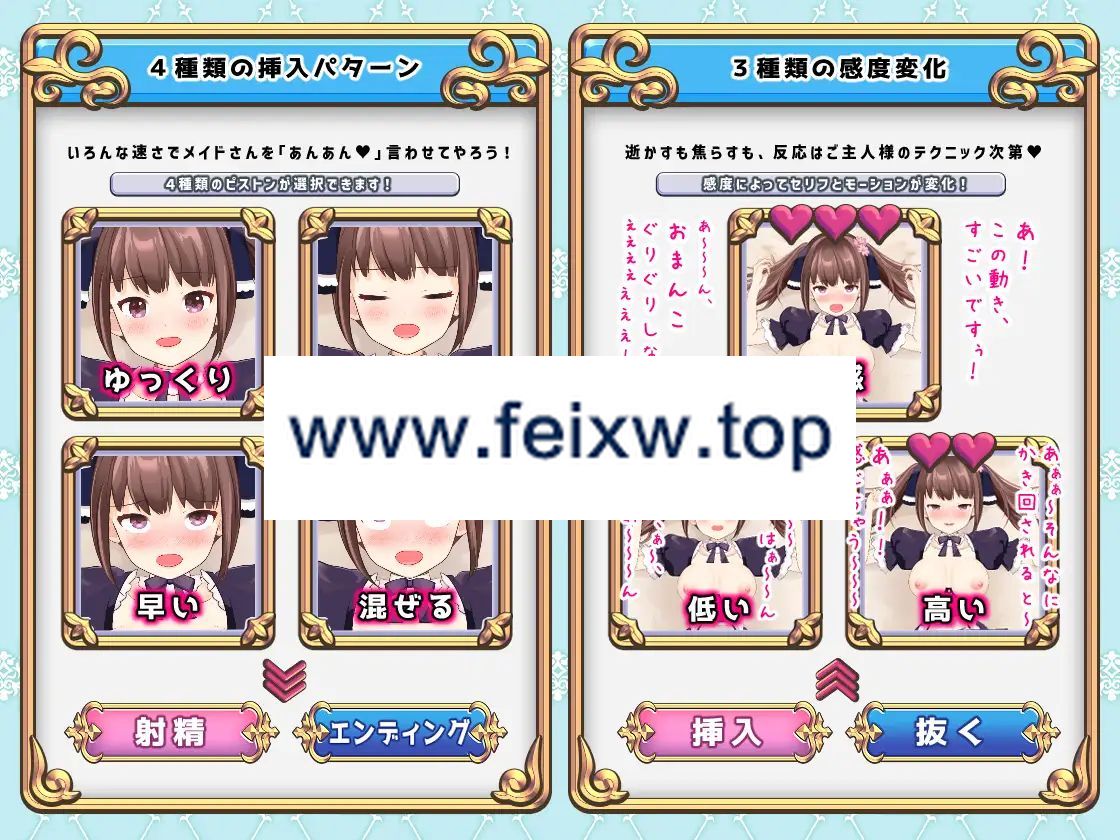 4種類の挿入パターン
いろんな速さでメイドさんを「あんあん♥」言わせてやろう！
4種類のピストンが選択できます！
ゆっくり
早い
混ぜる
射精
エンディング
3種類の感度変化
逝かすも焦らすも、反応はご主人様のテクニック次第♥
感度によってセリフとモーションが変化！
あ！
この動き、
すごいですぅ！
あ～～～ん、
おまんこ
ぐりぐりしな
ぇぇぇぇぇぇ
感
低い
はぁ～～ん
高い
あぁぁ～そんなに
かき回されると～
あぁぁ！！
挿入
抜く
www.feixw.top